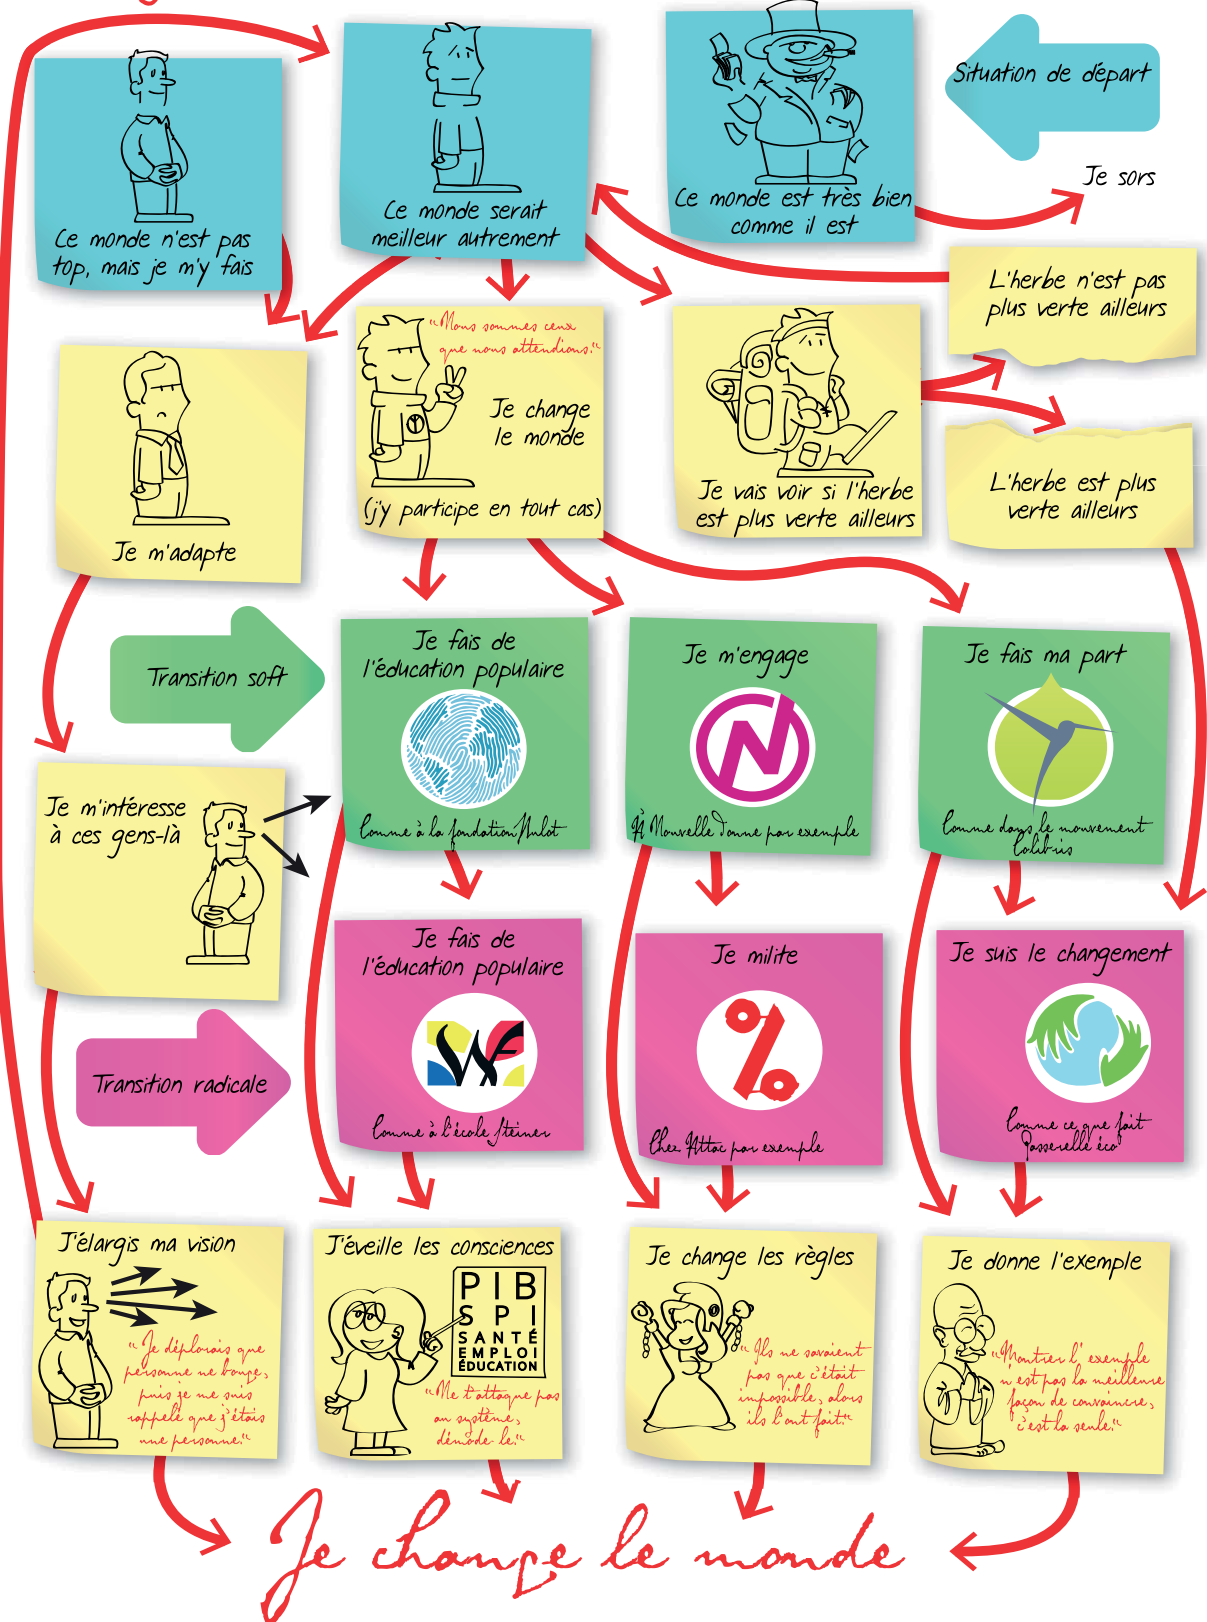 Situation de départ
Je sors
Ce monde n'est pas
top, mais je m'y fais
Ce monde serait
meilleur autrement
Ce monde est très bien
comme il est
L'herbe n'est pas
plus verte ailleurs
L'herbe est plus
verte ailleurs
Je m'adapte
"Nous sommes ceux
que nous attendions."
Je change
le monde
(j'y participe en tout cas)
Je vais voir si l'herbe
est plus verte ailleurs
Transition soft
Je fais de
l'éducation populaire
Comme à la fondation Hulot
Je m'engage
À Nouvelle Donne par exemple
Je fais ma part
Comme dans le mouvement
Colibris
Je m'intéresse
à ces gens-là
Transition radicale
Je fais de
l'éducation populaire
Comme à l'école Steiner
Je milite
Chez Attac par exemple
Je suis le changement
Comme ce que fait
Passerelle éco
J'élargis ma vision
"Je déplorais que
personne ne bouge,
puis je me suis
rappelé que j'étais
une personne."
J'éveille les consciences
PIB
SPI
SANTÉ
EMPLOI
ÉDUCATION
"Ne t'attaque pas
au système,
démode-le."
Je change les règles
"Ils ne savaient
pas que c'était
impossible, alors
ils l'ont fait"
Je donne l'exemple
"Montrer l'exemple
n'est pas la meilleure
façon de convaincre,
c'est la seule."
Je change le monde